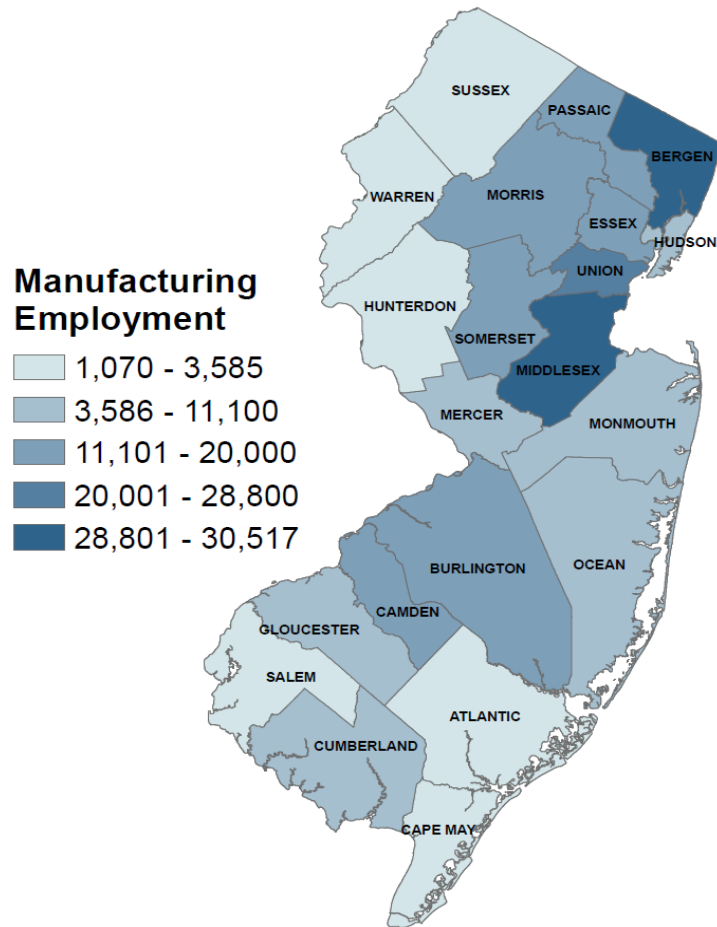 SUSSEX
PASSAIC
BERGEN
WARREN
MORRIS
ESSEX
HUDSON
UNION
Manufacturing
Employment
HUNTERDON
SOMERSET
1,070 - 3,585
MIDDLESEX
3,586 - 11,100
MERCER
MONMOUTH
11,101 - 20,000
20,001 - 28,800
28,801 - 30,517
OCEAN
BURLINGTON
CAMDEN
GLOUCESTER
SALEM
ATLANTIC
CUMBERLAND
CAPE MAY